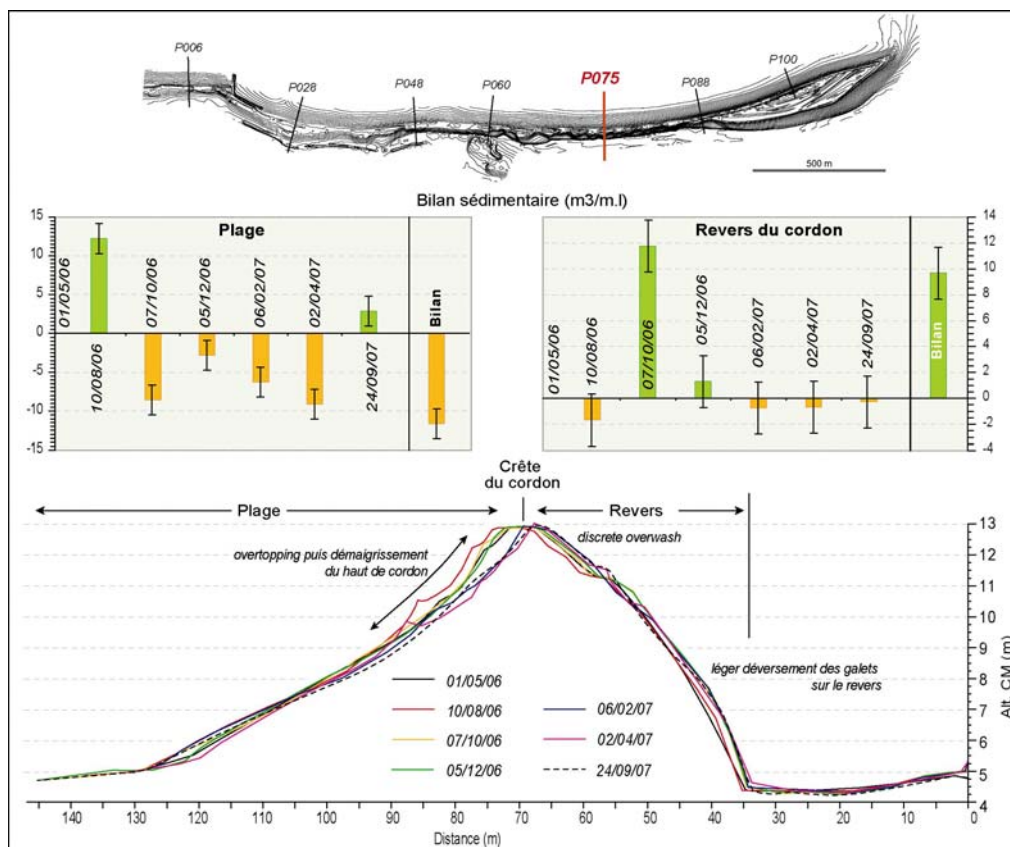 P006
P028
P048
P060
P075
P088
P100
500 m
Bilan sédimentaire (m3/m.l)
Plage
15
10
5
0
-5
-10
-15
01/05/06
10/08/06
07/10/06
05/12/06
06/02/07
02/04/07
24/09/07
Bilan
Revers du cordon
14
12
10
8
6
4
2
0
-2
-4
01/05/06
10/08/06
07/10/06
05/12/06
06/02/07
02/04/07
24/09/07
Bilan
Crête
du cordon
Plage
Revers
overtopping puis démaigrissement
du haut de cordon
discrete overwash
léger déversement des galets
sur le revers
01/05/06
10/08/06
07/10/06
05/12/06
06/02/07
02/04/07
24/09/07
13
12
11
10
9
8
7
6
5
4
Alt. CM (m)
140 130 120 110 100 90 80 70 60 50 40 30 20 10 0
Distance (m)